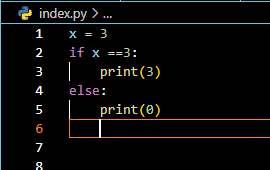 index.py > ...
1 x = 3
2 if x ==3:
3     print(3)
4 else:
5     print(0)
6
7
8